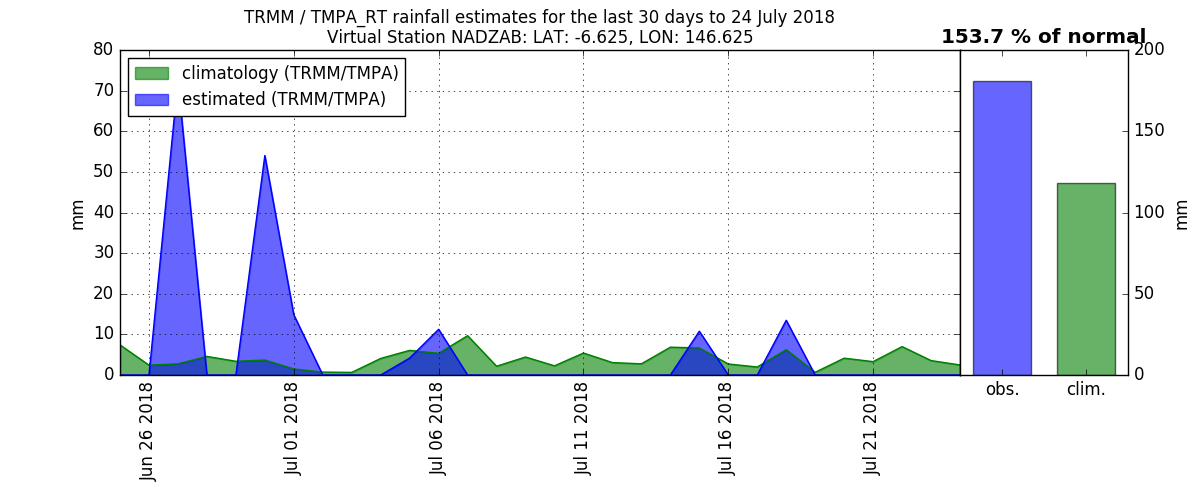 TRMM / TMPA_RT rainfall estimates for the last 30 days to 24 July 2018
Virtual Station NADZAB: LAT: -6.625, LON: 146.625
153.7 % of normal
climatology (TRMM/TMPA)
estimated (TRMM/TMPA)
80
70
60
50
40
30
20
10
0
mm
Jun 26 2018
Jul 01 2018
Jul 06 2018
Jul 11 2018
Jul 16 2018
Jul 21 2018
200
150
100
50
0
mm
obs.
clim.